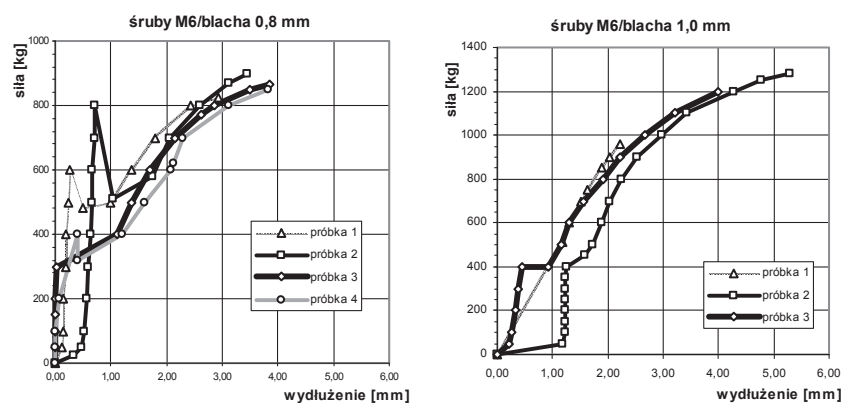 śruby M6/blacha 0,8 mm
siła [kg]
1000
800
600
400
200
0
0,00 1,00 2,00 3,00 4,00 5,00 6,00
wydłużenie [mm]
próbka 1
próbka 2
próbka 3
próbka 4
śruby M6/blacha 1,0 mm
siła [kg]
1400
1200
1000
800
600
400
200
0
0,00 1,00 2,00 3,00 4,00 5,00 6,00
wydłużenie [mm]
próbka 1
próbka 2
próbka 3